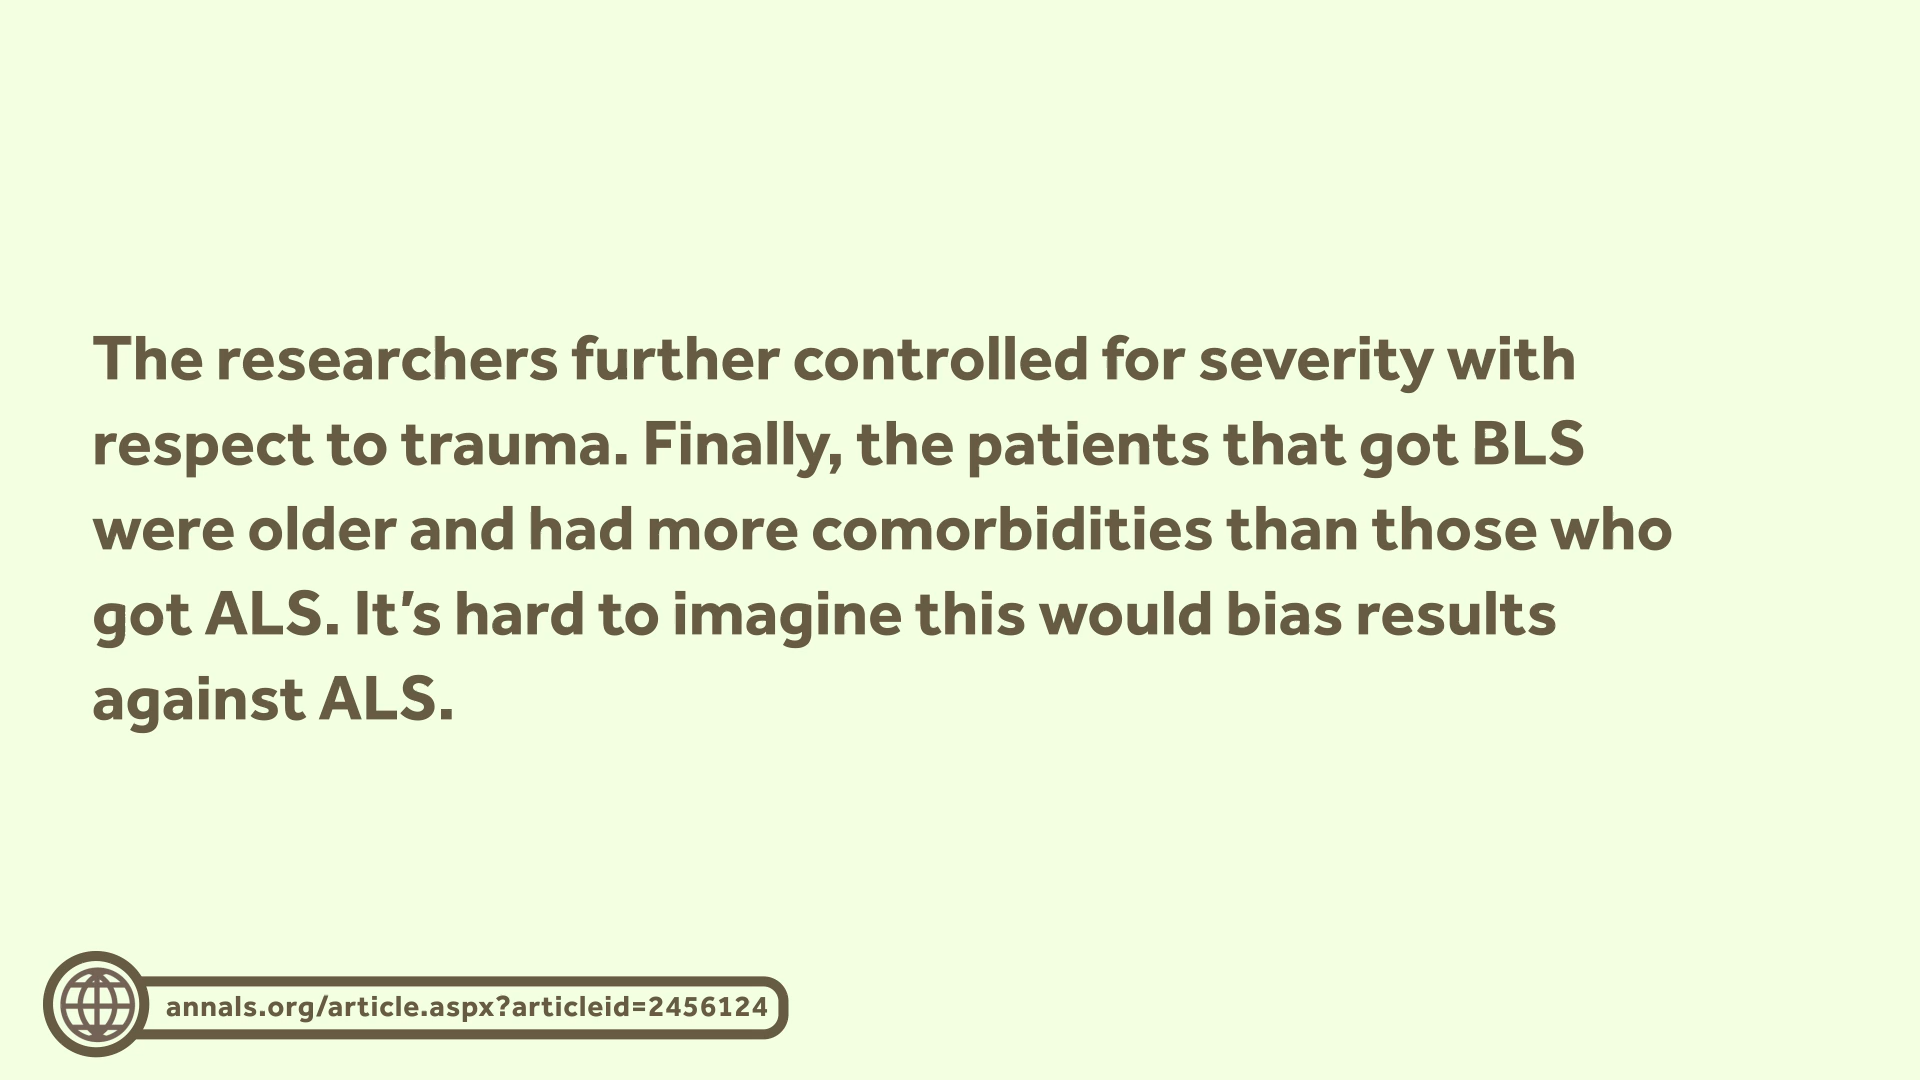 The researchers further controlled for severity with
respect to trauma. Finally, the patients that got BLS
were older and had more comorbidities than those who
got ALS. It’s hard to imagine this would bias results
against ALS.
annals.org/article.aspx?articleid=2456124